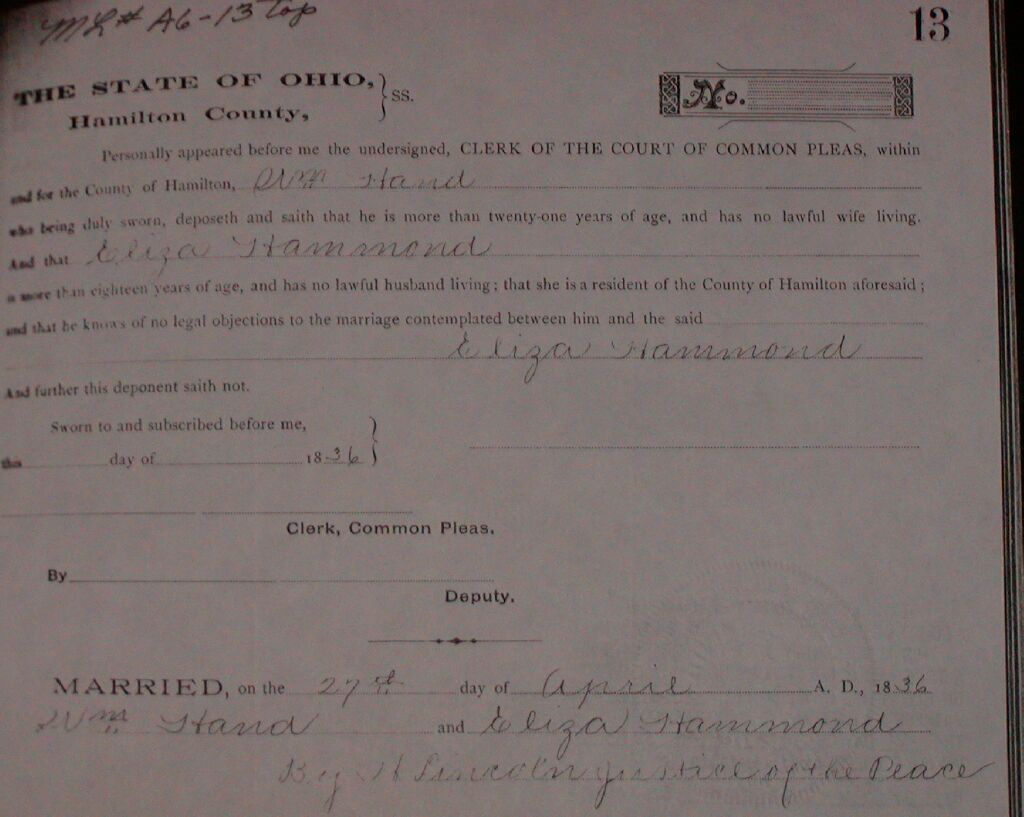 ML# A6-13 top
13
THE STATE OF OHIO, } SS.
Hamilton County,
No.
Personally appeared before me the undersigned, CLERK OF THE COURT OF COMMON PLEAS, within
and for the County of Hamilton, Wm Hand
who being duly sworn, deposeth and saith that he is more than twenty-one years of age, and has no lawful wife living.
And that Eliza Hammond
is more than eighteen years of age, and has no lawful husband living; that she is a resident of the County of Hamilton aforesaid;
and that he knows of no legal objections to the marriage contemplated between him and the said
Eliza Hammond
And further this deponent saith not.
Sworn to and subscribed before me,
this day of 1836
Clerk, Common Pleas.
By
Deputy.
MARRIED, on the 27th day of April A. D., 1836
Wm Hand and Eliza Hammond
By H Lincoln Justice of the Peace